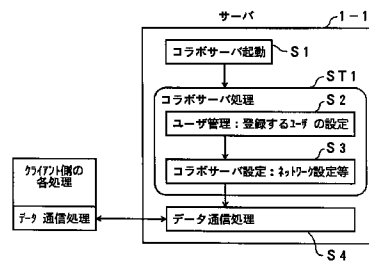 サーバ
1-1
コラボサーバ起動
S1
ST1
コラボサーバ処理
S2
ユーザ管理:登録するユーザの設定
S3
コラボサーバ設定:ネットワーク設定等
クライアント側の
各処理
データ 通信処理
データ通信処理
S4